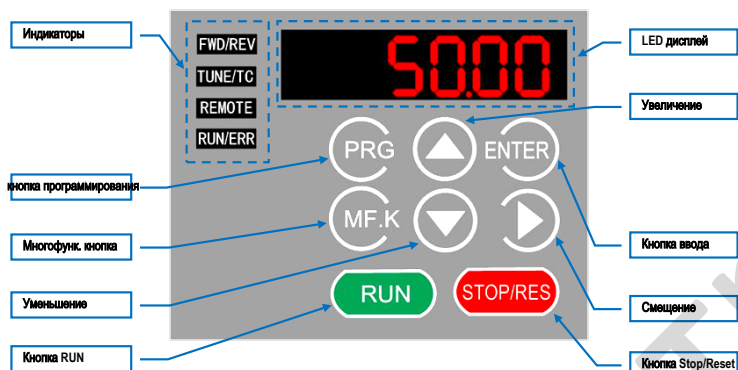 Индикаторы
FWD/REV
TUNE/TC
REMOTE
RUN/ERR
50.00
LED дисплей
Увеличение
PRG
ENTER
кнопка программирования
MF.K
Многофунк. кнопка
Кнопка ввода
Уменьшение
RUN
STOP/RES
Смещение
Кнопка RUN
Кнопка Stop/Reset